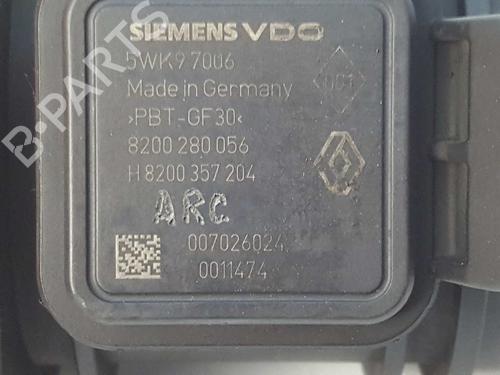 SIEMENS VDO
5WK9 7006
Made in Germany
001
>PBT-GF30<
8200 280 056
H 8200 357 204
ARC
007026024
0011474
B-PARTS